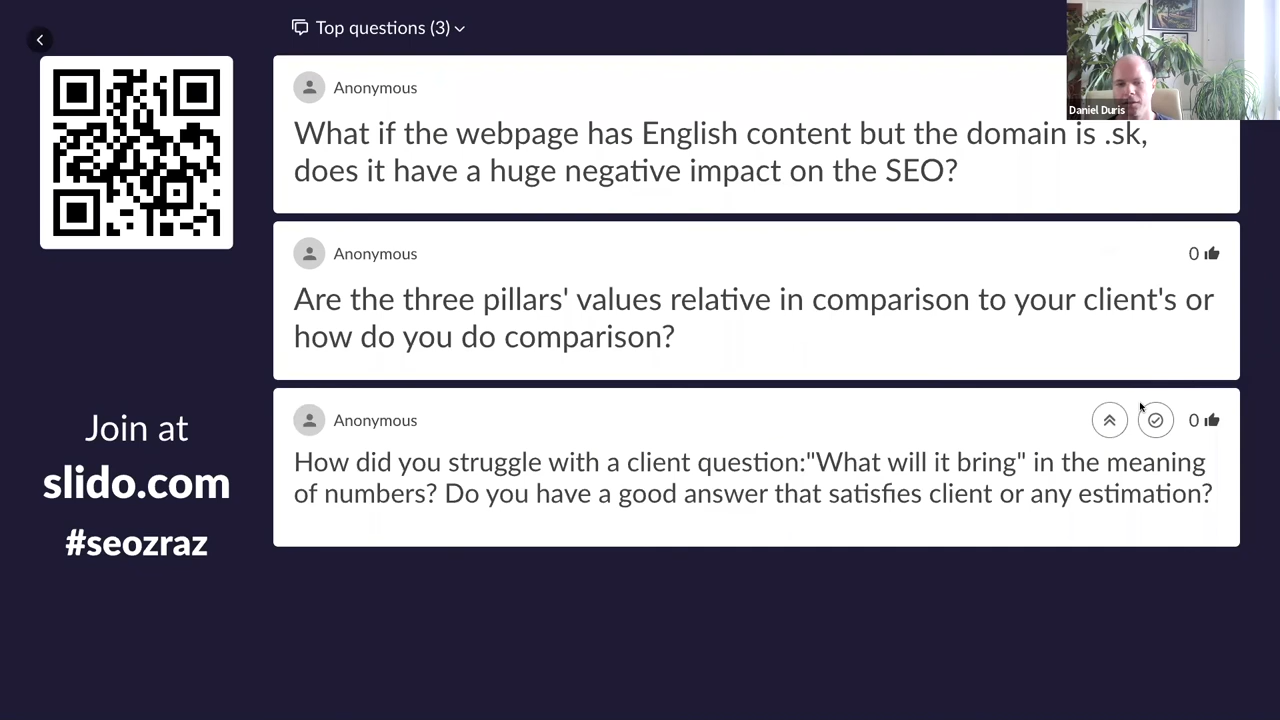 Top questions (3)
Daniel Duris
Anonymous
What if the webpage has English content but the domain is .sk,
does it have a huge negative impact on the SEO?
Anonymous
0
Are the three pillars' values relative in comparison to your client's or
how do you do comparison?
Anonymous
0
How did you struggle with a client question:"What will it bring" in the meaning
of numbers? Do you have a good answer that satisfies client or any estimation?
Join at
slido.com
#seozraz